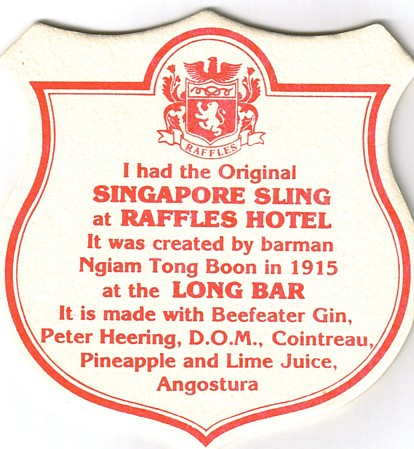 RAFFLES
I had the Original
SINGAPORE SLING
at RAFFLES HOTEL
It was created by barman
Ngiam Tong Boon in 1915
at the LONG BAR
It is made with Beefeater Gin,
Peter Heering, D.O.M., Cointreau,
Pineapple and Lime Juice,
Angostura